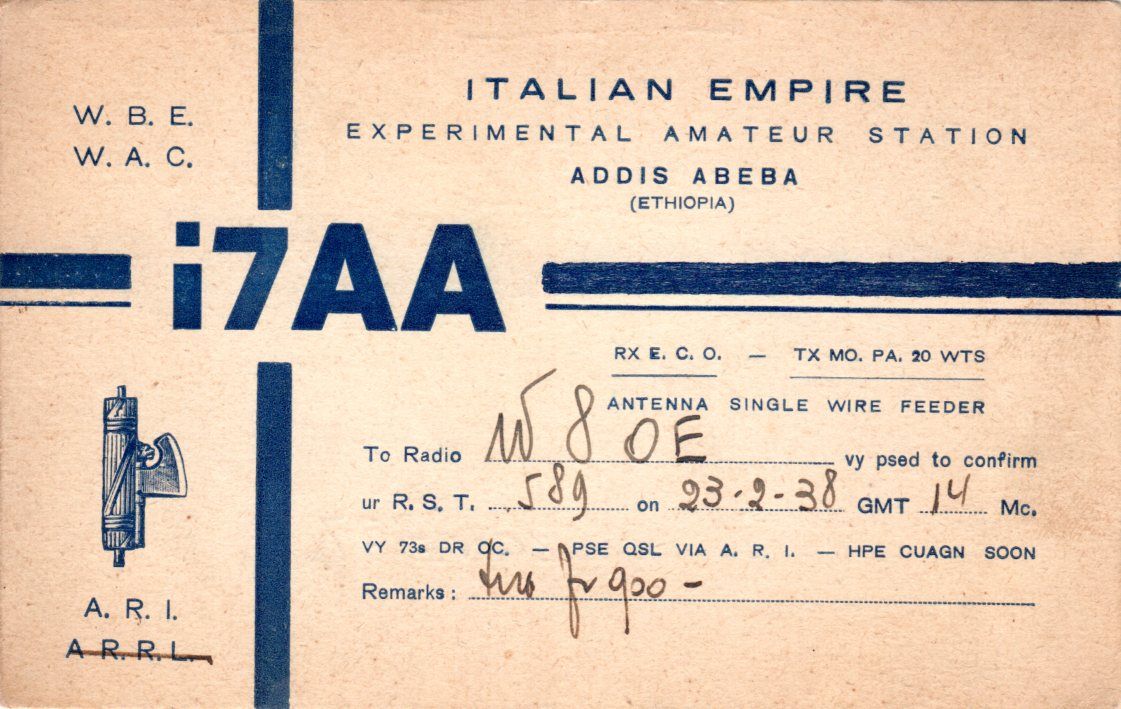 W. B. E.
W. A. C.
ITALIAN EMPIRE
EXPERIMENTAL AMATEUR STATION
ADDIS ABEBA
(ETHIOPIA)
i7AA
RX E. C. O. — TX MO. PA. 20 WTS
ANTENNA SINGLE WIRE FEEDER
To Radio W8OE vy psed to confirm
ur R. S. T. 589 on 23-2-38 GMT 14 Mc.
VY 73s DR OC. — PSE QSL VIA A. R. I. — HPE CUAGN SOON
Remarks: fr qso -
A. R. I.
A R. R. L.